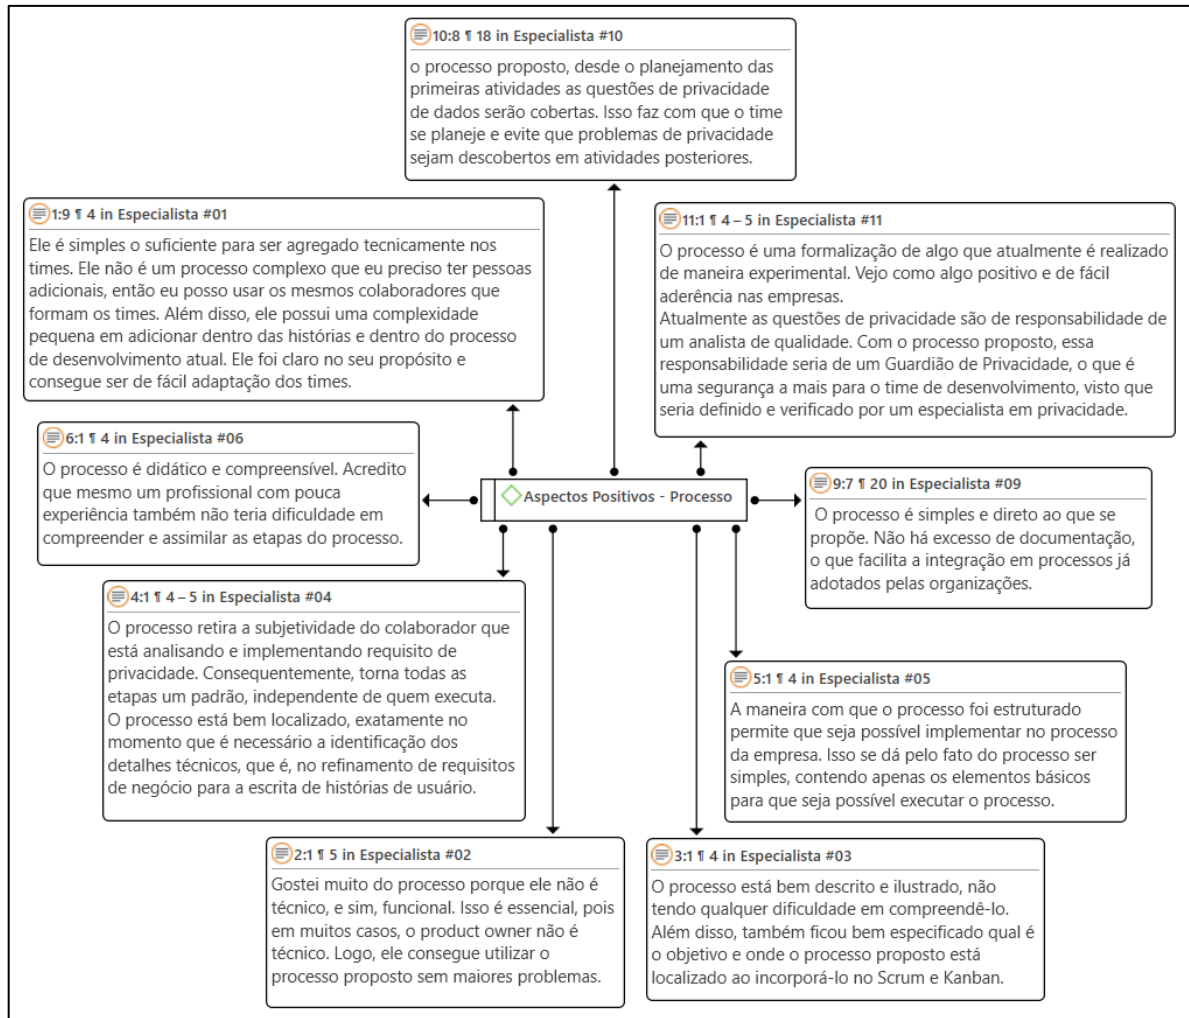 10:8 ¶ 18 in Especialista #10
o processo proposto, desde o planejamento das
primeiras atividades as questões de privacidade
de dados serão cobertas. Isso faz com que o time
se planeje e evite que problemas de privacidade
sejam descobertos em atividades posteriores.
1:9 ¶ 4 in Especialista #01
Ele é simples o suficiente para ser agregado tecnicamente nos
times. Ele não é um processo complexo que eu preciso ter pessoas
adicionais, então eu posso usar os mesmos colaboradores que
formam os times. Além disso, ele possui uma complexidade
pequena em adicionar dentro das histórias e dentro do processo
de desenvolvimento atual. Ele foi claro no seu propósito e
consegue ser de fácil adaptação dos times.
11:1 ¶ 4 – 5 in Especialista #11
O processo é uma formalização de algo que atualmente é realizado
de maneira experimental. Vejo como algo positivo e de fácil
aderência nas empresas.
Atualmente as questões de privacidade são de responsabilidade de
um analista de qualidade. Com o processo proposto, essa
responsabilidade seria de um Guardião de Privacidade, o que é
uma segurança a mais para o time de desenvolvimento, visto que
seria definido e verificado por um especialista em privacidade.
6:1 ¶ 4 in Especialista #06
O processo é didático e compreensível. Acredito
que mesmo um profissional com pouca
experiência também não teria dificuldade em
compreender e assimilar as etapas do processo.
Aspectos Positivos - Processo
9:7 ¶ 20 in Especialista #09
O processo é simples e direto ao que se
propõe. Não há excesso de documentação,
o que facilita a integração em processos já
adotados pelas organizações.
4:1 ¶ 4 – 5 in Especialista #04
O processo retira a subjetividade do colaborador que
está analisando e implementando requisito de
privacidade. Consequentemente, torna todas as
etapas um padrão, independente de quem executa.
O processo está bem localizado, exatamente no
momento que é necessário a identificação dos
detalhes técnicos, que é, no refinamento de requisitos
de negócio para a escrita de histórias de usuário.
5:1 ¶ 4 in Especialista #05
A maneira com que o processo foi estruturado
permite que seja possível implementar no processo
da empresa. Isso se dá pelo fato do processo ser
simples, contendo apenas os elementos básicos
para que seja possível executar o processo.
2:1 ¶ 5 in Especialista #02
Gostei muito do processo porque ele não é
técnico, e sim, funcional. Isso é essencial, pois
em muitos casos, o product owner não é
técnico. Logo, ele consegue utilizar o
processo proposto sem maiores problemas.
3:1 ¶ 4 in Especialista #03
O processo está bem descrito e ilustrado, não
tendo qualquer dificuldade em compreendê-lo.
Além disso, também ficou bem especificado qual é
o objetivo e onde o processo proposto está
localizado ao incorporá-lo no Scrum e Kanban.